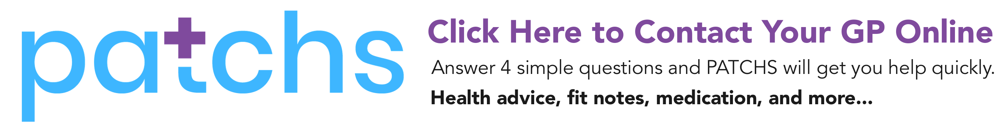 patchs
Click Here to Contact Your GP Online
Answer 4 simple questions and PATCHS will get you help quickly.
Health advice, fit notes, medication, and more...